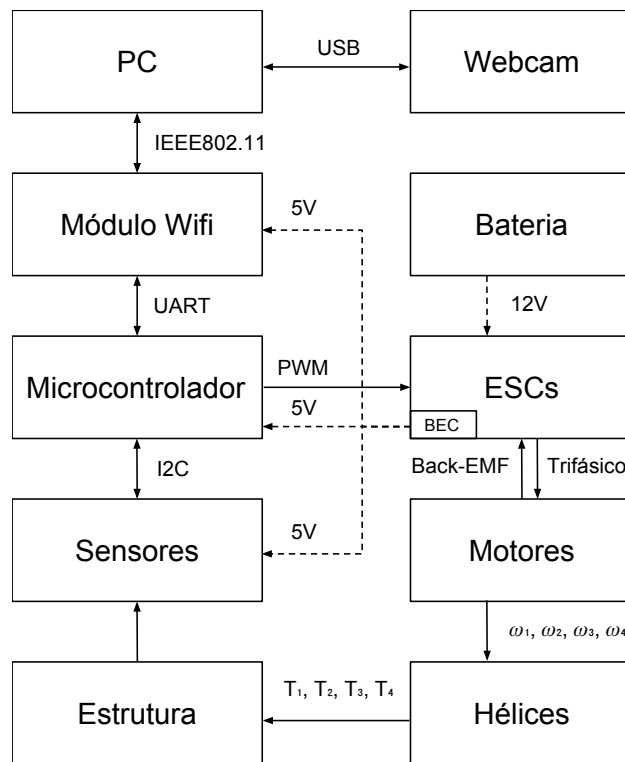 PC
USB
Webcam
IEEE802.11
Módulo Wifi
5V
Bateria
UART
12V
Microcontrolador
PWM
ESCs
5V
BEC
I2C
Back-EMF
Trifásico
Sensores
5V
Motores
ω₁, ω₂, ω₃, ω₄
Estrutura
T₁, T₂, T₃, T₄
Hélices